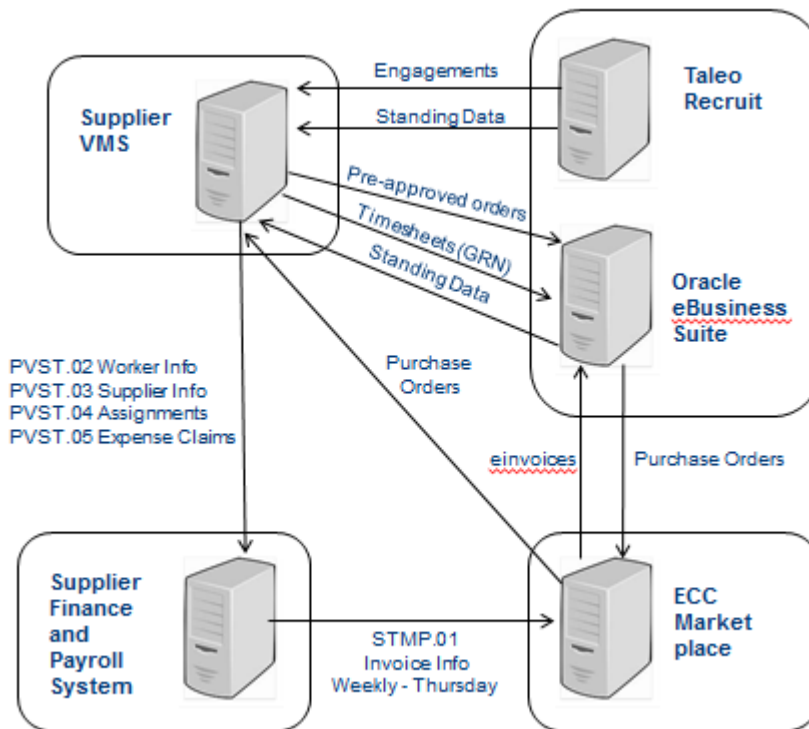 Engagements
Taleo
Recruit
Supplier
VMS
Standing Data
Pre-approved orders
Timesheets (GRN)
Standing Data
Oracle
eBusiness
Suite
PVST.02 Worker Info
PVST.03 Supplier Info
PVST.04 Assignments
PVST.05 Expense Claims
Purchase
Orders
einvoices
Purchase Orders
Supplier
Finance
and
Payroll
System
STMP.01
Invoice Info
Weekly - Thursday
ECC
Market
place